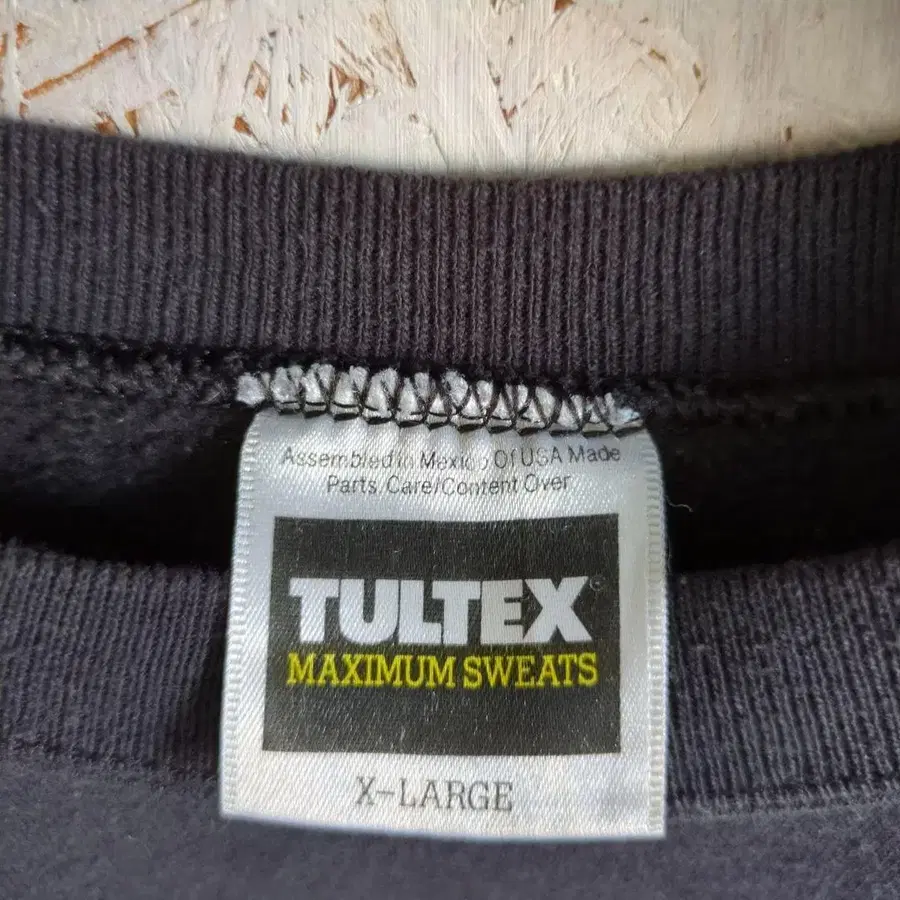 Assembled in Mexico Of USA Made
Parts. Care/Content Over
TULTEX®
MAXIMUM SWEATS
X-LARGE